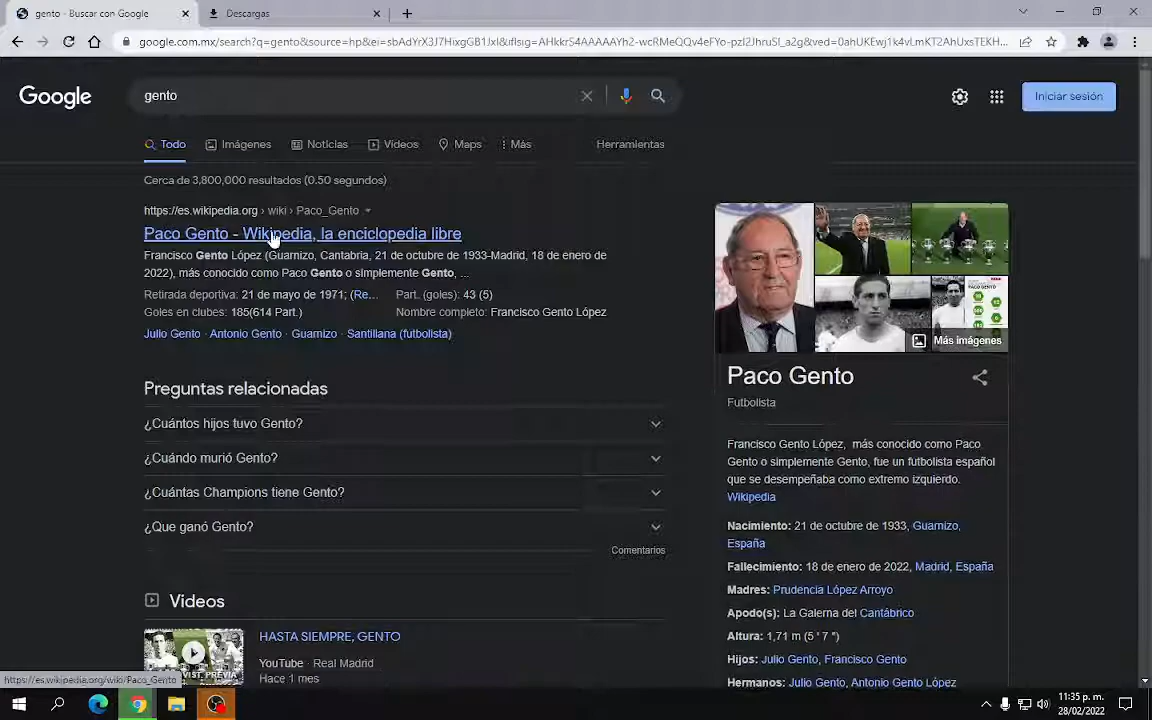 gento - Buscar con Google
Descargas
google.com.mx/search?q=gento&source=hp&ei=sbAdYrX3J7HixgGB1JxI&iflsig=AHkkrS4AAAAAYh2-wcRMeQQv4eFYo-pzI2JhruSI_a2g&ved=0ahUKEwj1k4vLmKT2AhUxsTEKH...
Google
gento
Iniciar sesión
Todo
Imágenes
Noticias
Videos
Maps
Más
Herramientas
Cerca de 3,800,000 resultados (0.50 segundos)
https://es.wikipedia.org › wiki › Paco_Gento
Paco Gento - Wikipedia, la enciclopedia libre
Francisco Gento López (Guarnizo, Cantabria, 21 de octubre de 1933-Madrid, 18 de enero de
2022), más conocido como Paco Gento o simplemente Gento, ...
Retirada deportiva: 21 de mayo de 1971; (Re... Part. (goles): 43 (5)
Goles en clubes: 185(614 Part.) Nombre completo: Francisco Gento López
Julio Gento · Antonio Gento · Guarnizo · Santillana (futbolista)
Preguntas relacionadas
¿Cuántos hijos tuvo Gento?
¿Cuándo murió Gento?
¿Cuántas Champions tiene Gento?
¿Que ganó Gento?
Comentarios
Videos
HASTA SIEMPRE, GENTO
YouTube · Real Madrid
Hace 1 mes
VIST. PREVIA
Más imágenes
Paco Gento
Futbolista
Francisco Gento López, más conocido como Paco
Gento o simplemente Gento, fue un futbolista español
que se desempeñaba como extremo izquierdo.
Wikipedia
Nacimiento: 21 de octubre de 1933, Guarnizo,
España
Fallecimiento: 18 de enero de 2022, Madrid, España
Madres: Prudencia López Arroyo
Apodo(s): La Galerna del Cantábrico
Altura: 1,71 m (5 ' 7 ")
Hijos: Julio Gento, Francisco Gento
Hermanos: Julio Gento, Antonio Gento López
https://es.wikipedia.org/wiki/Paco_Gento
11:35 p. m.
28/02/2022